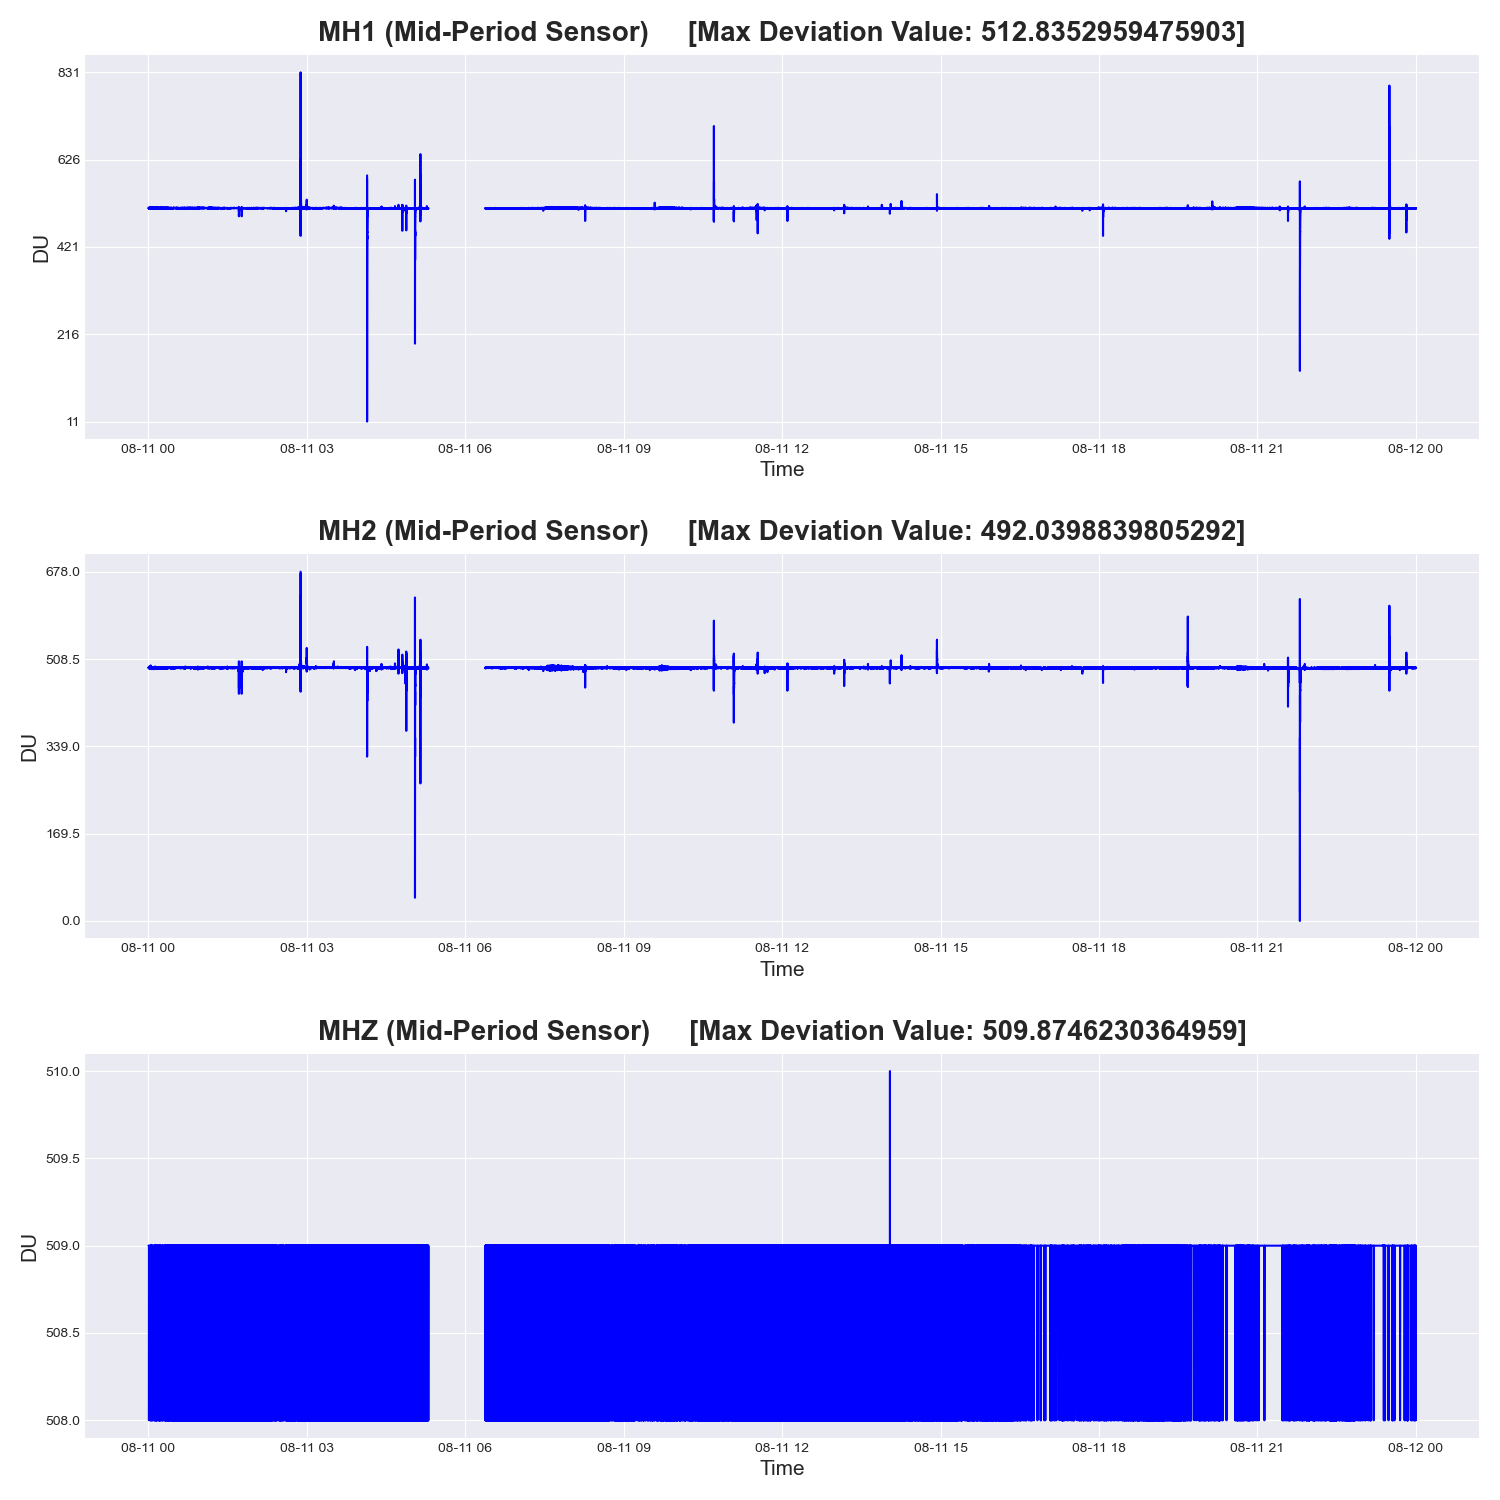 MH1 (Mid-Period Sensor) [Max Deviation Value: 512.8352959475903]
831
626
421
216
11
DU
08-11 00 08-11 03 08-11 06 08-11 09 08-11 12 08-11 15 08-11 18 08-11 21 08-12 00
Time
MH2 (Mid-Period Sensor) [Max Deviation Value: 492.0398839805292]
678.0
508.5
339.0
169.5
0.0
DU
08-11 00 08-11 03 08-11 06 08-11 09 08-11 12 08-11 15 08-11 18 08-11 21 08-12 00
Time
MHZ (Mid-Period Sensor) [Max Deviation Value: 509.8746230364959]
510.0
509.5
509.0
508.5
508.0
DU
08-11 00 08-11 03 08-11 06 08-11 09 08-11 12 08-11 15 08-11 18 08-11 21 08-12 00
Time